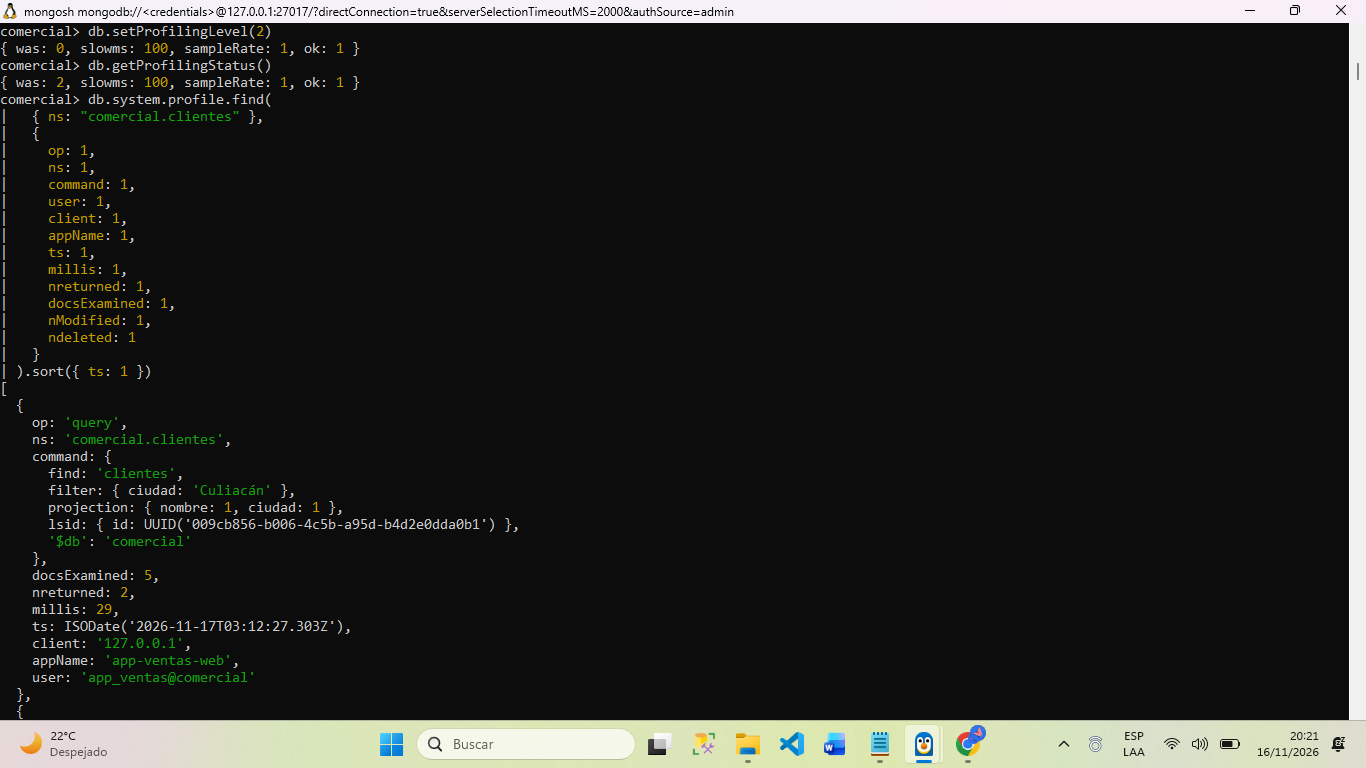 mongosh mongodb://<credentials>@127.0.0.1:27017/?directConnection=true&serverSelectionTimeoutMS=2000&authSource=admin
comercial> db.setProfilingLevel(2)
{ was: 0, slowms: 100, sampleRate: 1, ok: 1 }
comercial> db.getProfilingStatus()
{ was: 2, slowms: 100, sampleRate: 1, ok: 1 }
comercial> db.system.profile.find(
|   { ns: "comercial.clientes" },
|   {
|     op: 1,
|     ns: 1,
|     command: 1,
|     user: 1,
|     client: 1,
|     appName: 1,
|     ts: 1,
|     millis: 1,
|     nreturned: 1,
|     docsExamined: 1,
|     nModified: 1,
|     ndeleted: 1
|   }
| ).sort({ ts: 1 })
[
  {
    op: 'query',
    ns: 'comercial.clientes',
    command: {
      find: 'clientes',
      filter: { ciudad: 'Culiacán' },
      projection: { nombre: 1, ciudad: 1 },
      lsid: { id: UUID('009cb856-b006-4c5b-a95d-b4d2e0dda0b1') },
      '$db': 'comercial'
    },
    docsExamined: 5,
    nreturned: 2,
    millis: 29,
    ts: ISODate('2026-11-17T03:12:27.303Z'),
    client: '127.0.0.1',
    appName: 'app-ventas-web',
    user: 'app_ventas@comercial'
  },
  {
22°C
Despejado
Buscar
ESP
LAA
20:21
16/11/2026